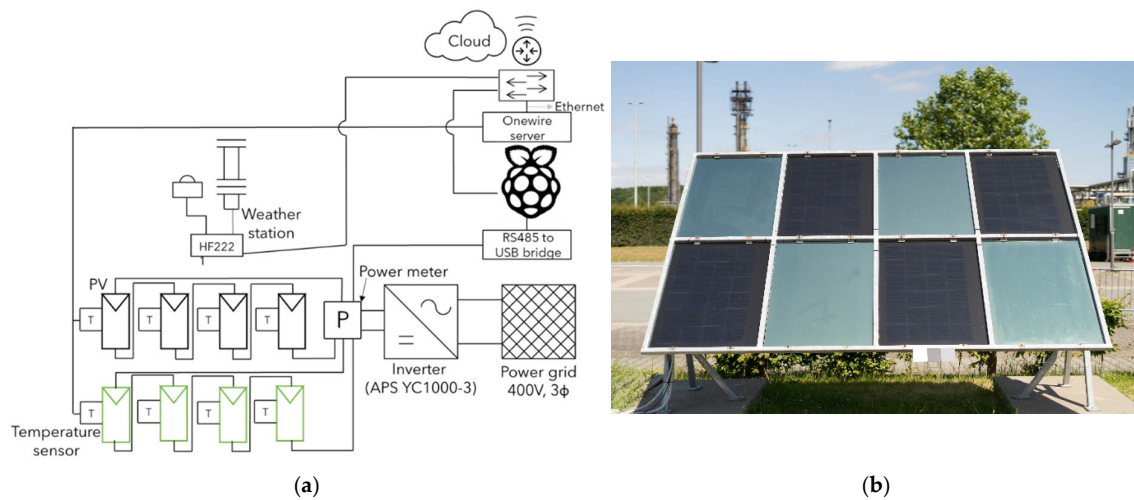 Cloud
Ethernet
Onewire
server
Weather
station
HF222
RS485 to
USB bridge
Power meter
PV
T
T
T
T
P
Inverter
(APS YC1000-3)
Power grid
400V, 3ϕ
T
T
T
T
Temperature
sensor
(a)
(b)